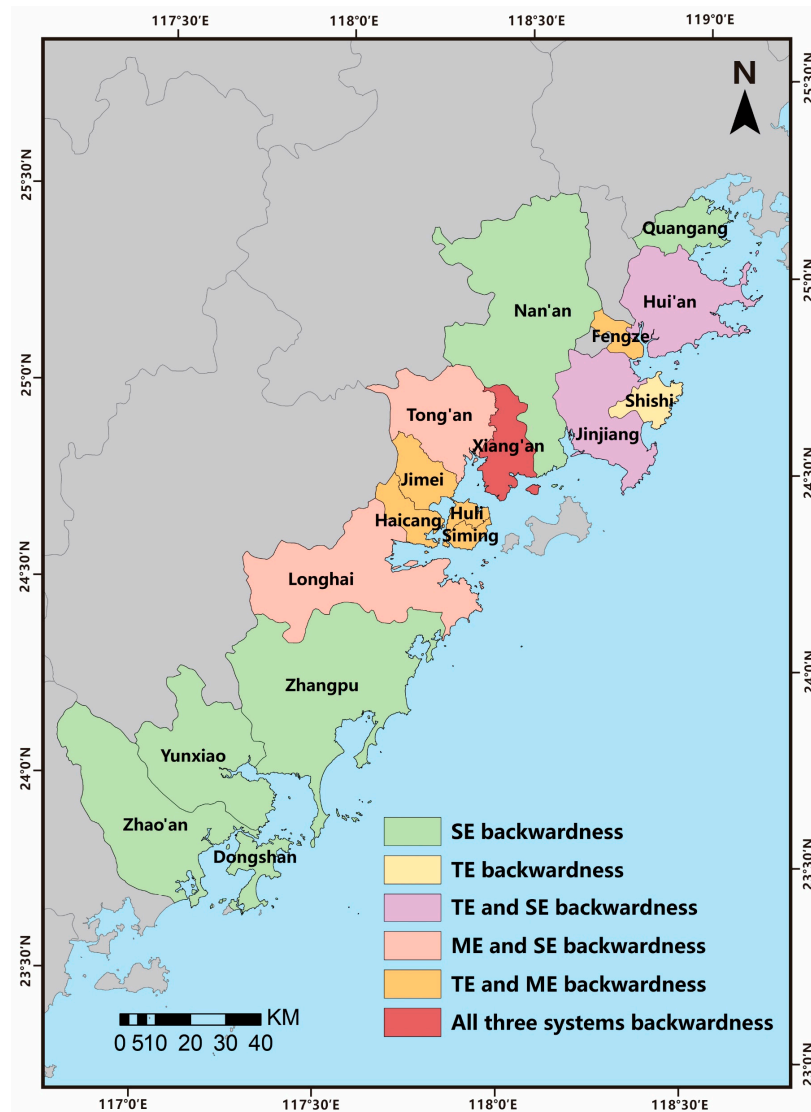 117°30'E 118°0'E 118°30'E 119°0'E
N
25°30'N
25°0'N
24°30'N
24°0'N
23°30'N
25°30'N
25°0'N
24°30'N
24°0'N
23°30'N
23°0'N
Quangang
Hui'an
Nan'an
Fengze
Shishi
Tong'an
Jinjiang
Xiang'an
Jimei
Huli
Haicang
Siming
Longhai
Zhangpu
Yunxiao
Zhao'an
Dongshan
SE backwardness
TE backwardness
TE and SE backwardness
ME and SE backwardness
TE and ME backwardness
All three systems backwardness
KM
0 5 10 20 30 40
117°0'E 117°30'E 118°0'E 118°30'E